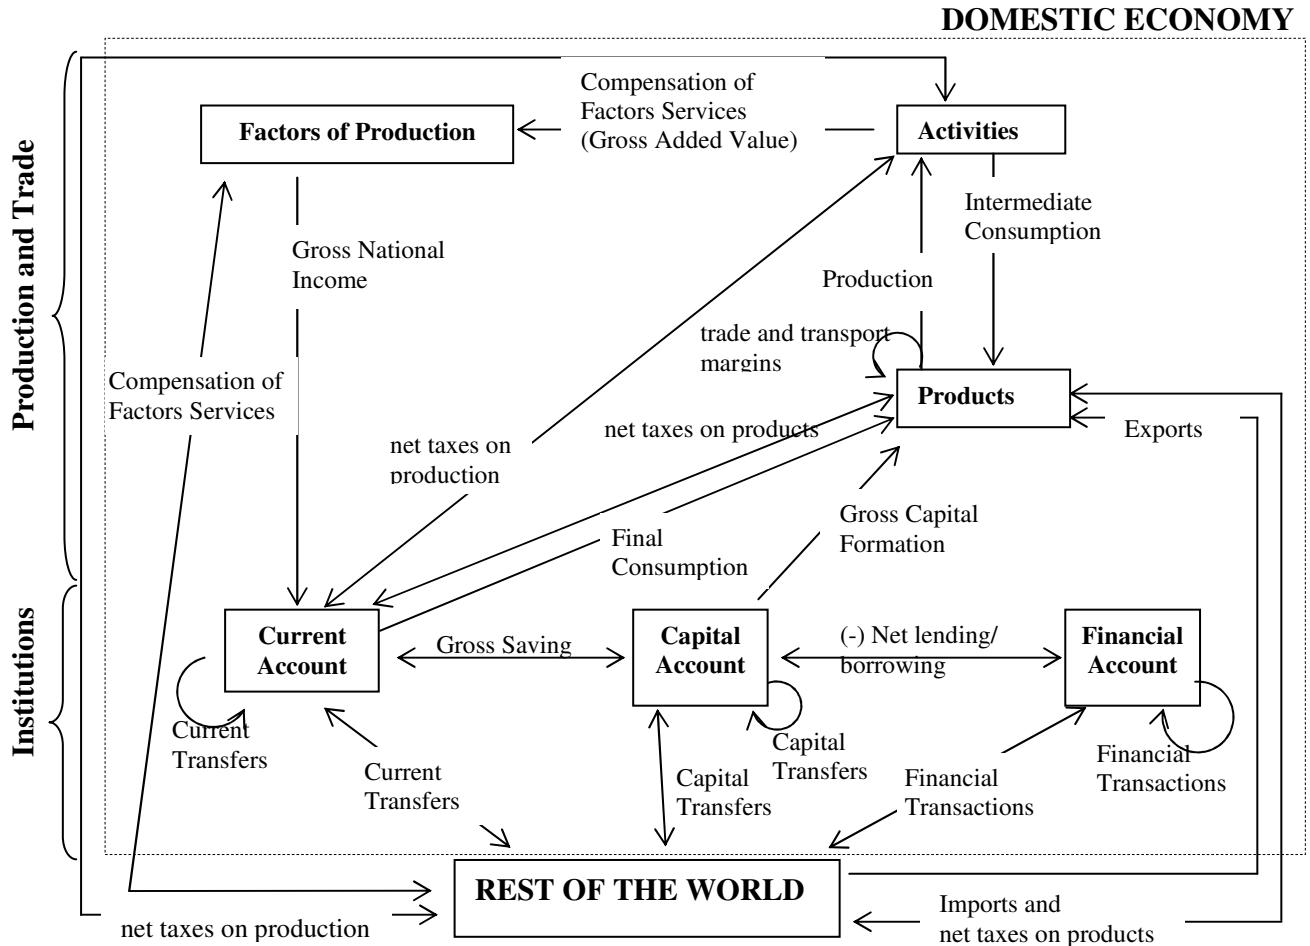 DOMESTIC ECONOMY
Production and Trade
Institutions
Compensation of
Factors Services
(Gross Added Value)
Factors of Production
Activities
Intermediate
Consumption
Gross National
Income
Production
trade and transport
margins
Compensation of
Factors Services
Products
net taxes on products
Exports
net taxes on
production
Gross Capital
Formation
Final
Consumption
Current
Account
Gross Saving
Capital
Account
(-) Net lending/
borrowing
Financial
Account
Current
Transfers
Capital
Transfers
Financial
Transactions
Current
Transfers
Capital
Transfers
Financial
Transactions
REST OF THE WORLD
net taxes on production
Imports and
net taxes on products